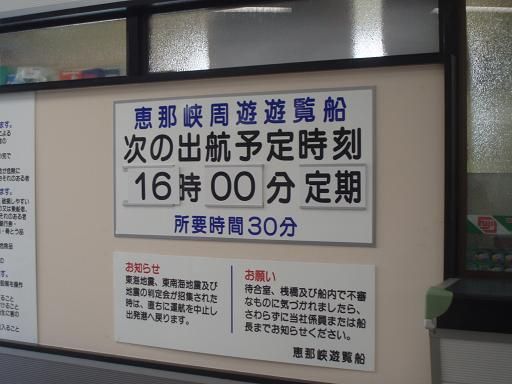 恵那峡周遊遊覧船
次の出航予定時刻
16時00分定期
所要時間30分
お知らせ
東海地震、東南海地震及び
地震の判定会が招集された
時は、直ちに運航を中止し
出発港へ戻ります。
お願い
待合室、桟橋及び船内で不審
なものに気づかれましたら、
さわらずに当社係員または船
長までお知らせください。
恵那峡遊覧船